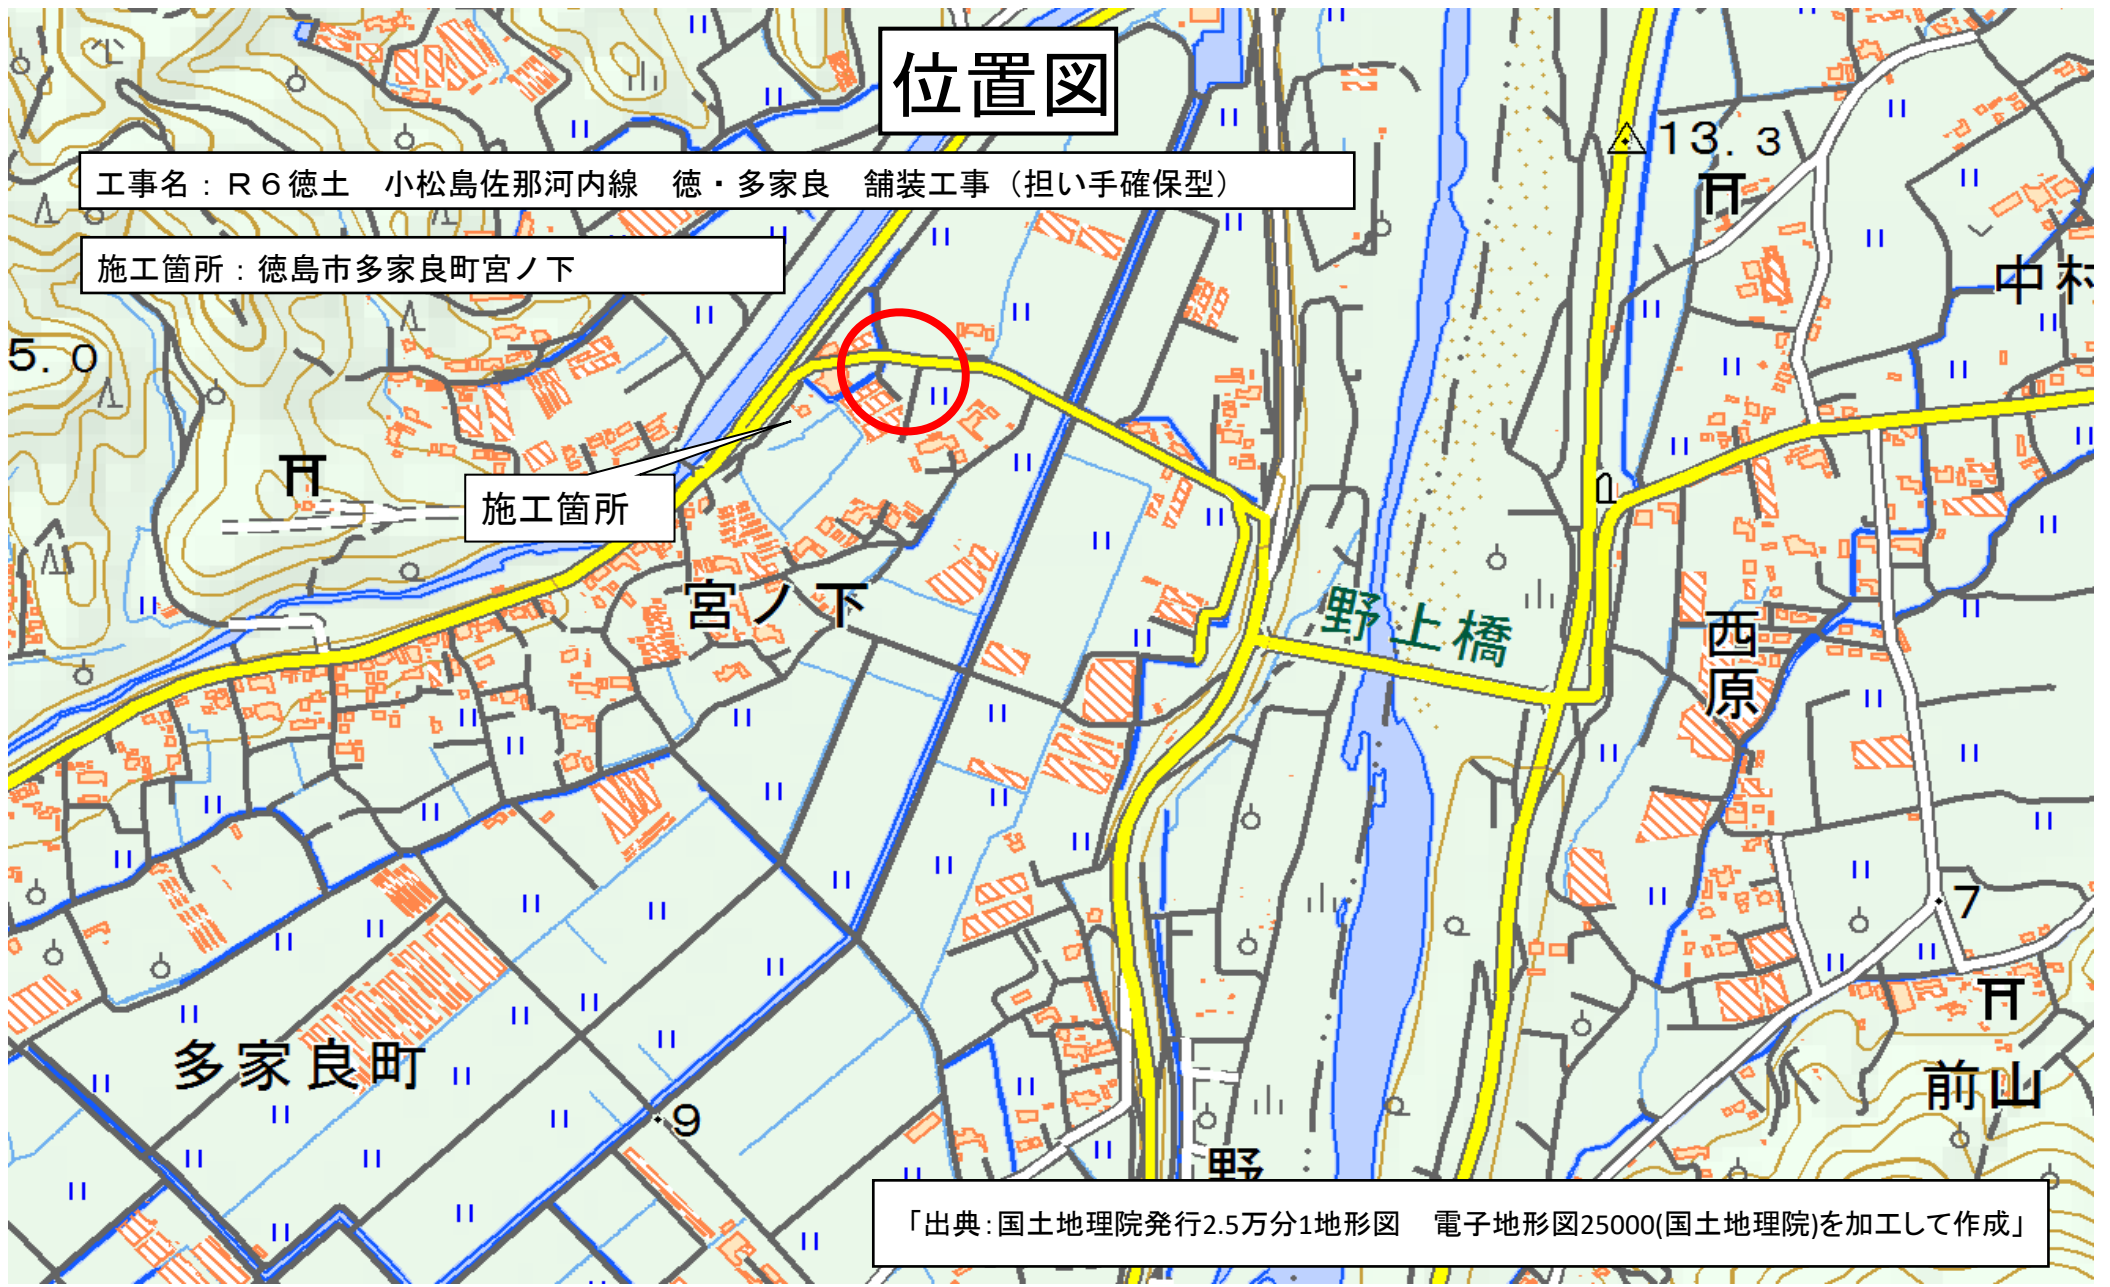 位置図
13.3
工事名：Ｒ６徳土　小松島佐那河内線　徳・多家良　舗装工事（担い手確保型）
施工箇所：徳島市多家良町宮ノ下
中村
5.0
施工箇所
宮ノ下
野上橋
西原
7
多家良町
前山
9
野
「出典：国土地理院発行2.5万分1地形図　電子地形図25000(国土地理院)を加工して作成」